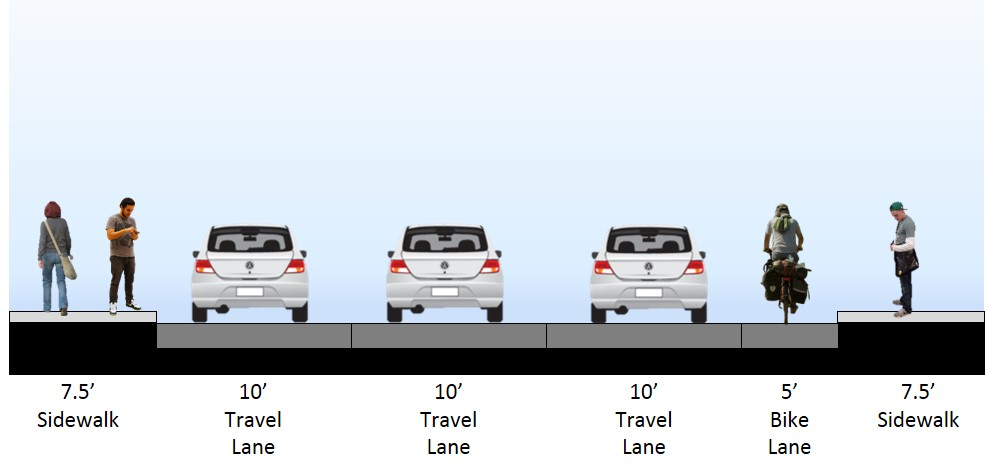 7.5’ 10’ 10’ 10’ 5’ 7.5’
Sidewalk Travel Travel Travel Bike Sidewalk
Lane Lane Lane Lane